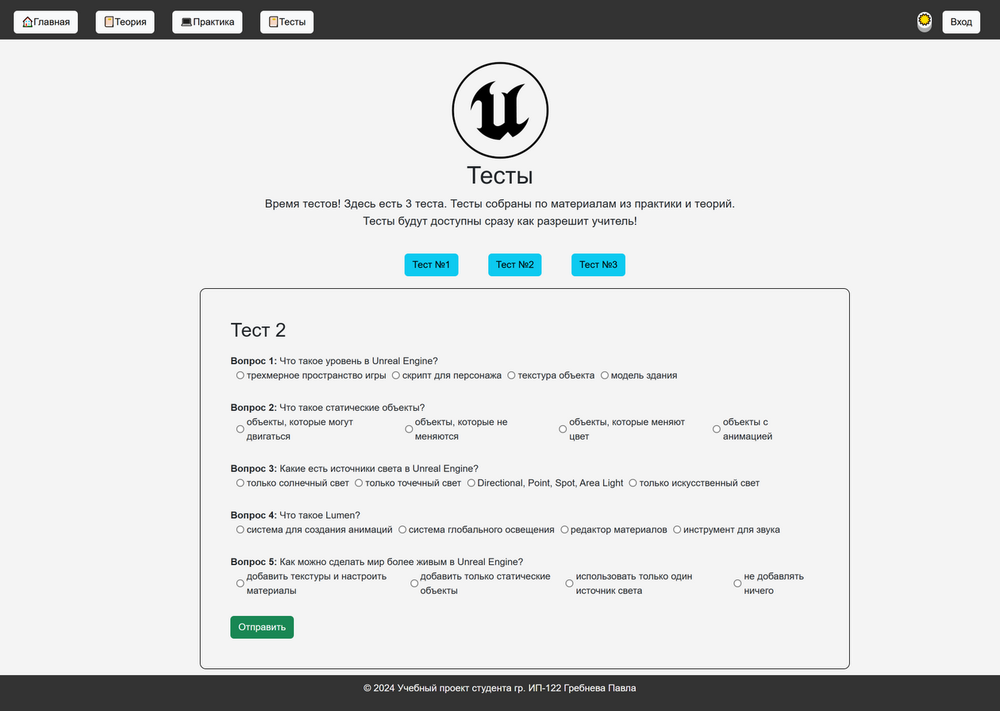 Главная Теория Практика Тесты Вход
Тесты
Время тестов! Здесь есть 3 теста. Тесты собраны по материалам из практики и теорий.
Тесты будут доступны сразу как разрешит учитель!
Тест №1 Тест №2 Тест №3
Тест 2
Вопрос 1: Что такое уровень в Unreal Engine?
трехмерное пространство игры скрипт для персонажа текстура объекта модель здания
Вопрос 2: Что такое статические объекты?
объекты, которые могут двигаться
объекты, которые не меняются
объекты, которые меняют цвет
объекты с анимацией
Вопрос 3: Какие есть источники света в Unreal Engine?
только солнечный свет только точечный свет Directional, Point, Spot, Area Light только искусственный свет
Вопрос 4: Что такое Lumen?
система для создания анимаций система глобального освещения редактор материалов инструмент для звука
Вопрос 5: Как можно сделать мир более живым в Unreal Engine?
добавить текстуры и настроить материалы
добавить только статические объекты
использовать только один источник света
не добавлять ничего
Отправить
© 2024 Учебный проект студента гр. ИП-122 Гребнева Павла